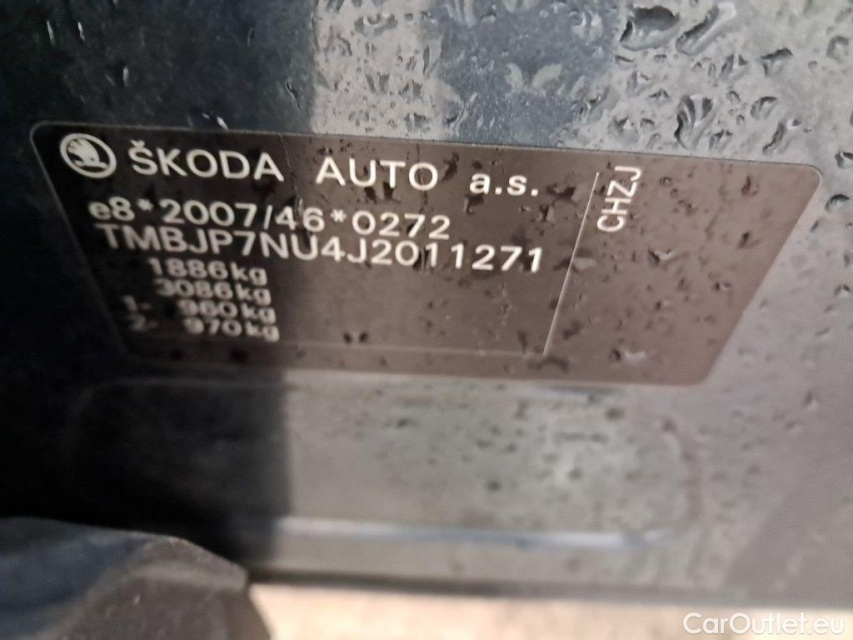 ŠKODA AUTO a.s.
e8*2007/46*0272
TMBJP7NU4J2011271
1886kg
3086kg
1- 960kg
2- 970kg
CHZJ
CarOutlet.eu